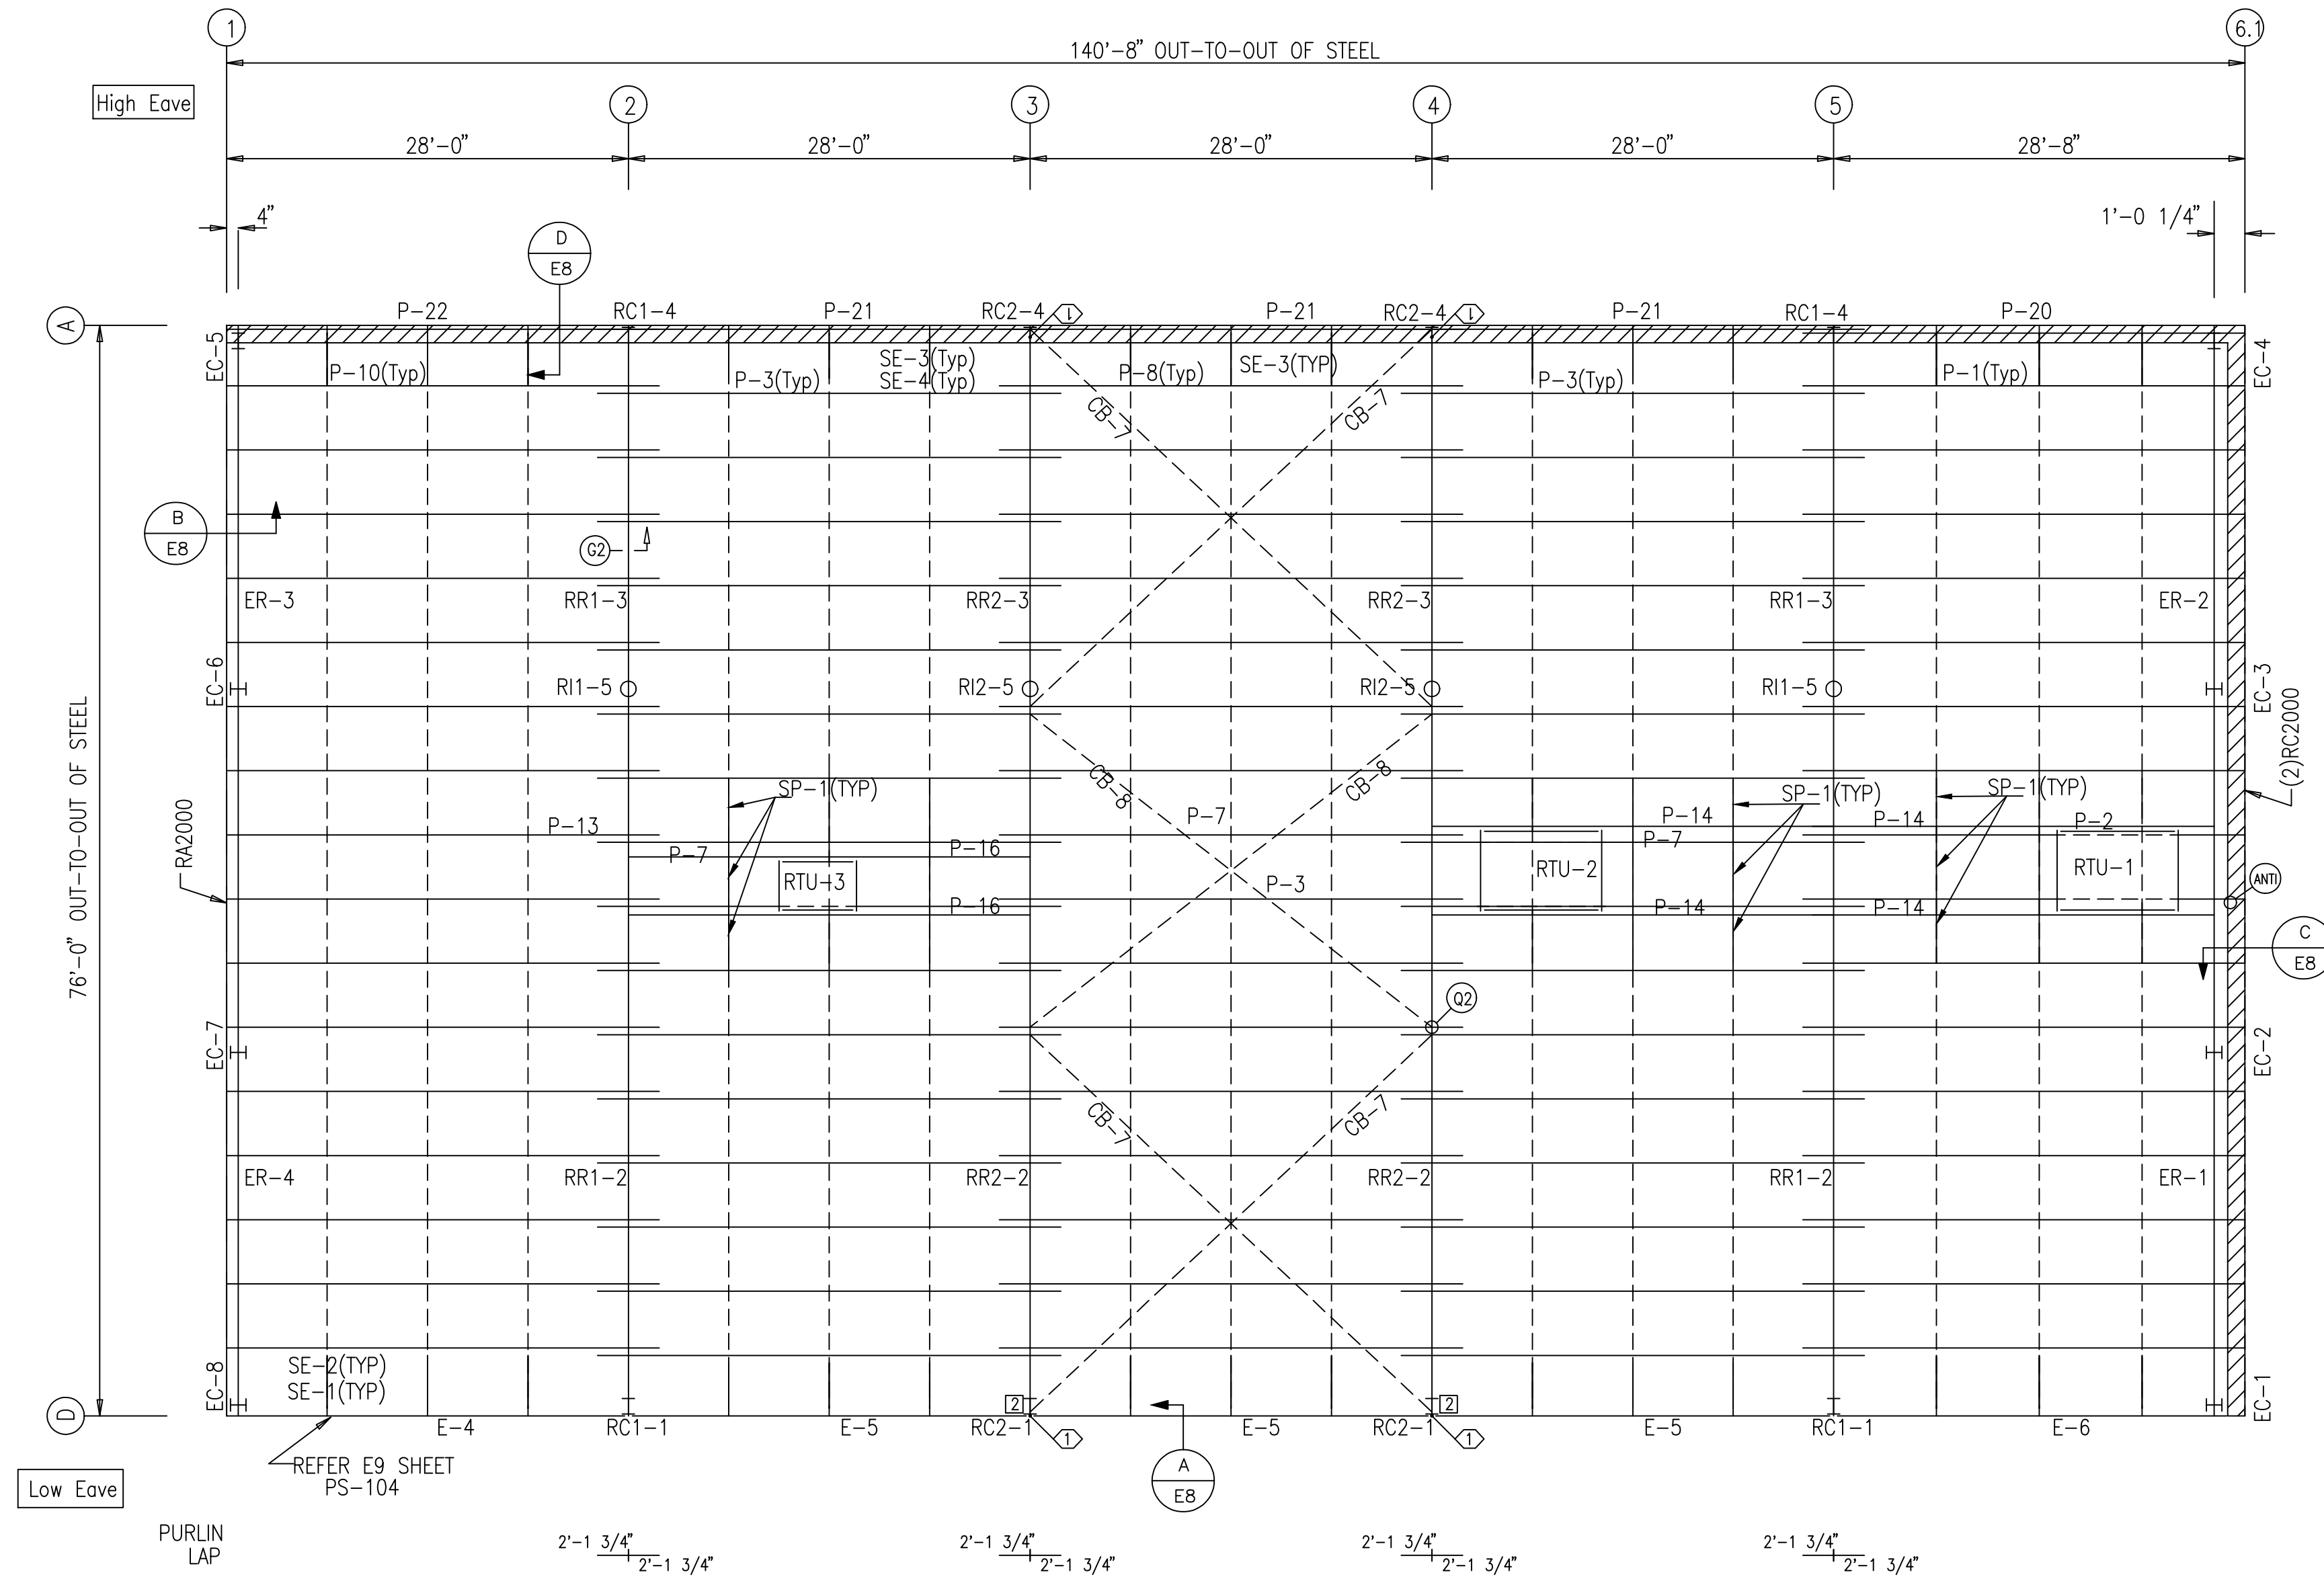 1
6.1
140'-8" OUT-TO-OUT OF STEEL
High Eave
2
3
4
5
28'-0"
28'-0"
28'-0"
28'-0"
28'-8"
4"
1'-0 1/4"
D
E8
A
P-22
RC1-4
P-21
RC2-4
1
P-21
RC2-4
1
P-21
RC1-4
P-20
EC-5
EC-4
P-10(Typ)
P-3(Typ)
SE-3(Typ)
SE-4(Typ)
P-8(Typ)
SE-3(TYP)
P-3(Typ)
P-1(Typ)
CB-7
CB-7
B
E8
G2
ER-3
RR1-3
RR2-3
RR2-3
RR1-3
ER-2
EC-6
RI1-5
RI2-5
RI2-5
RI1-5
EC-3
(2)RC2000
76'-0" OUT-TO-OUT OF STEEL
RA2000
SP-1(TYP)
CB-8
CB-8
SP-1(TYP)
SP-1(TYP)
P-13
P-7
P-16
P-7
P-14
P-7
P-14
P-2
RTU-3
P-3
RTU-2
RTU-1
ANTI
P-16
P-14
P-14
C
E8
Q2
EC-7
EC-2
CB-7
CB-7
ER-4
RR1-2
RR2-2
RR2-2
RR1-2
ER-1
SE-2(TYP)
SE-1(TYP)
EC-8
EC-1
2
2
D
E-4
RC1-1
E-5
RC2-1
1
E-5
RC2-1
1
E-5
RC1-1
E-6
REFER E9 SHEET
PS-104
A
E8
Low Eave
PURLIN
LAP
2'-1 3/4"
2'-1 3/4"
2'-1 3/4"
2'-1 3/4"
2'-1 3/4"
2'-1 3/4"
2'-1 3/4"
2'-1 3/4"